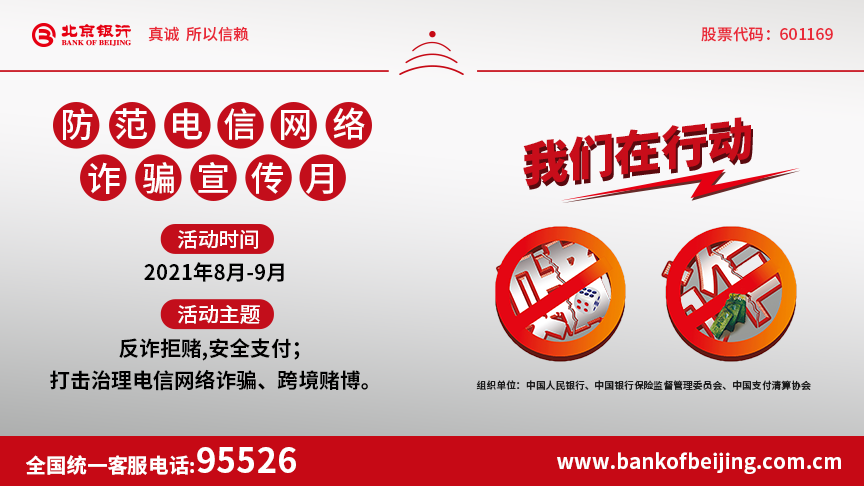 北京银行
BANK OF BEIJING
真诚 所以信赖
股票代码：601169
防范电信网络
诈骗宣传月
活动时间
2021年8月-9月
活动主题
反诈拒赌,安全支付；
打击治理电信网络诈骗、跨境赌博。
我们在行动
组织单位：中国人民银行、中国银行保险监督管理委员会、中国支付清算协会
全国统一客服电话:95526
www.bankofbeijing.com.cn